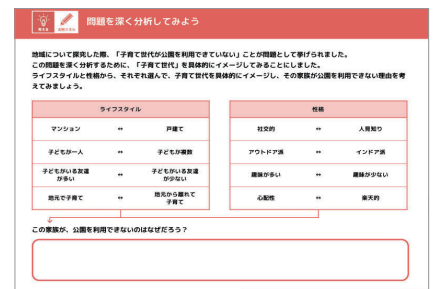 問題を深く分析してみよう
地域について探究した際、「子育て世代が公園を利用できていない」ことが問題として挙げられました。
この問題を深く分析するために、「子育て世代」を具体的にイメージしてみることにしました。
ライフスタイルと性格から、それぞれ選んで、子育て世代を具体的にイメージし、その家族が公園を利用できない理由を考
えてみましょう。
ライフスタイル
マンション ↔ 戸建て
子どもが一人 ↔ 子どもが複数
子どもがいる友達が多い ↔ 子どもがいる友達が少ない
地元で子育て ↔ 地元から離れて子育て
性格
社交的 ↔ 人見知り
アウトドア派 ↔ インドア派
趣味が多い ↔ 趣味が少ない
心配性 ↔ 楽天的
この家族が、公園を利用できないのはなぜだろう？